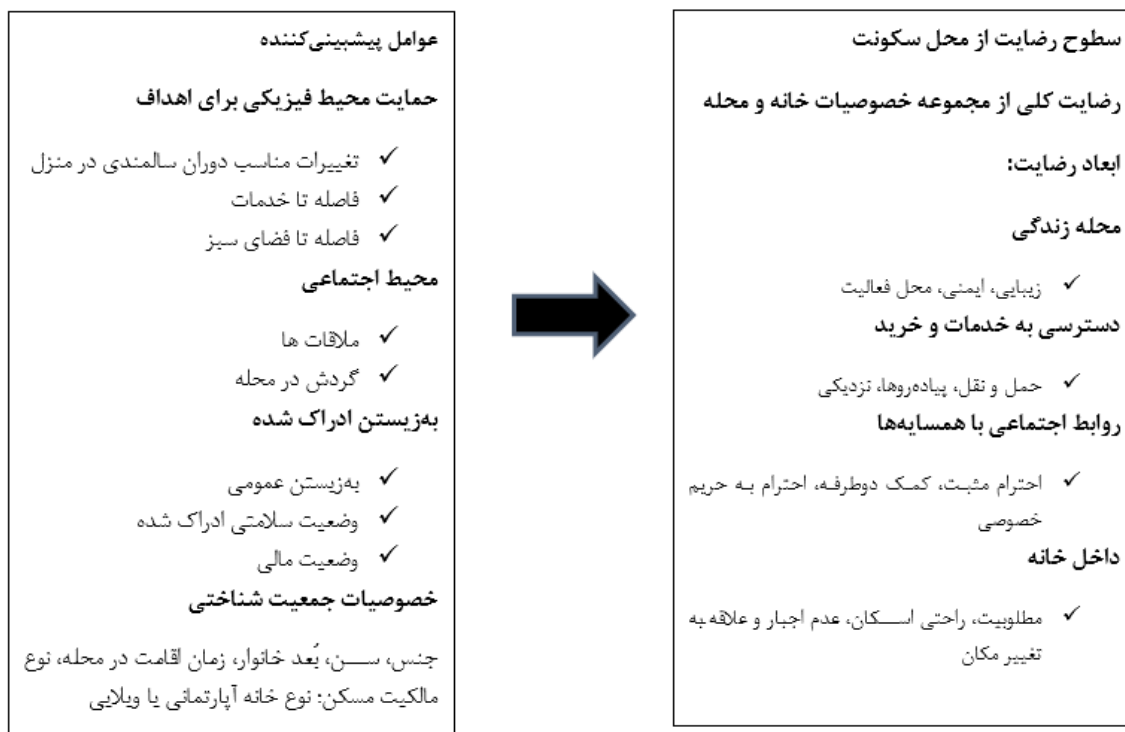 عوامل پیشبینی‌کننده
حمایت محیط فیزیکی برای اهداف
✓ تغییرات مناسب دوران سالمندی در منزل
✓ فاصله تا خدمات
✓ فاصله تا فضای سبز
محیط اجتماعی
✓ ملاقات ها
✓ گردش در محله
به‌زیستن ادراک شده
✓ به‌زیستن عمومی
✓ وضعیت سلامتی ادراک شده
✓ وضعیت مالی
خصوصیات جمعیت شناختی
جنس، سن، بُعد خانوار، زمان اقامت در محله، نوع
مالکیت مسکن؛ نوع خانه آپارتمانی یا ویلایی
سطوح رضایت از محل سکونت
رضایت کلی از مجموعه خصوصیات خانه و محله
ابعاد رضایت:
محله زندگی
✓ زیبایی، ایمنی، محل فعالیت
دسترسی به خدمات و خرید
✓ حمل و نقل، پیاده‌روها، نزدیکی
روابط اجتماعی با همسایه‌ها
✓ احترام مثبت، کمک دوطرفه، احترام به حریم
خصوصی
داخل خانه
✓ مطلوبیت، راحتی اسکان، عدم اجبار و علاقه به
تغییر مکان